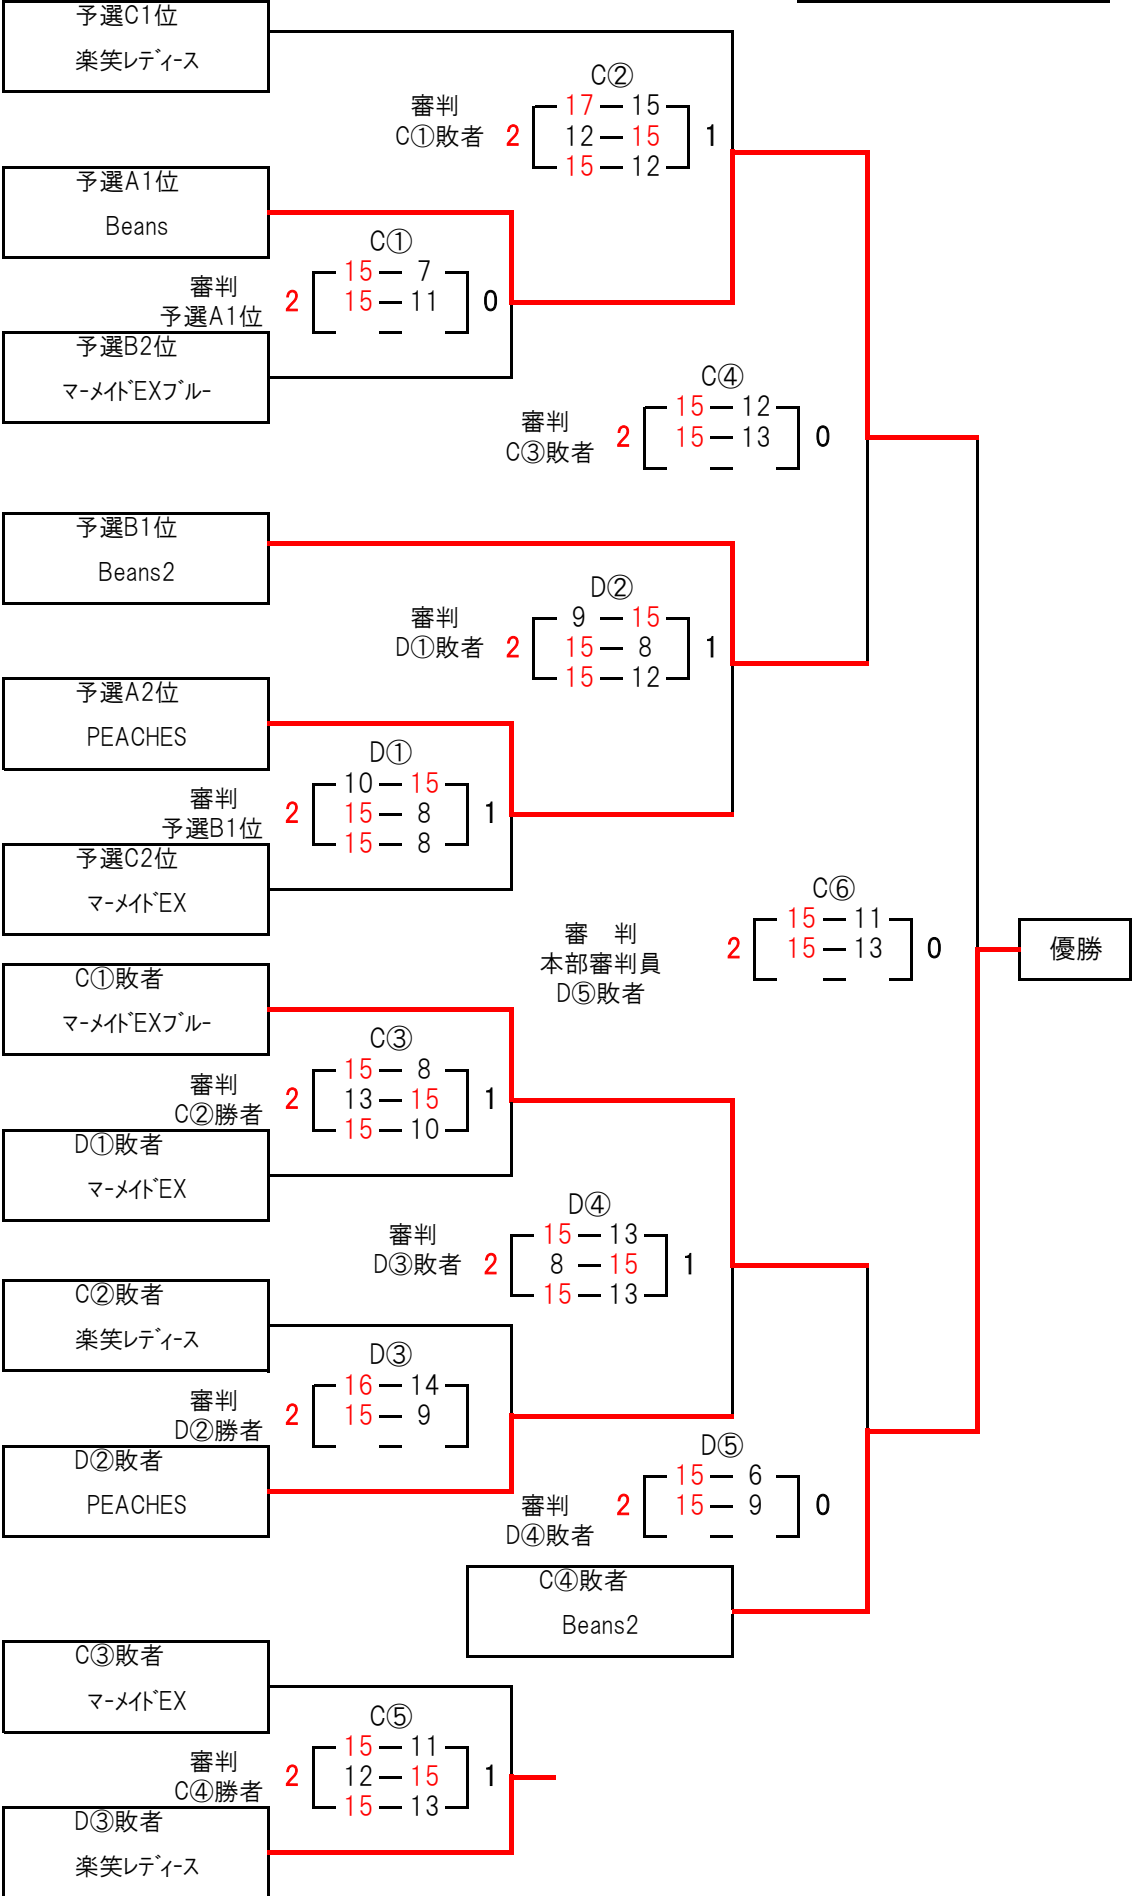 予選C1位
楽笑レディース
C②
審判
17 ― 15
C①敗者 2 12 ― 15 1
15 ― 12
予選A1位
Beans
C①
15 ― 7
審判
2 15 ― 11 0
予選A1位
予選B2位
マーメイドEXブルー
C④
15 ― 12
審判
2 15 ― 13 0
C③敗者
予選B1位
Beans2
D②
審判
9 ― 15
D①敗者 2 15 ― 8 1
15 ― 12
予選A2位
PEACHES
D①
10 ― 15
審判
2 15 ― 8 1
予選B1位
15 ― 8
予選C2位
マーメイドEX
C⑥
15 ― 11
審　判
2 15 ― 13 0
優勝
本部審判員
D⑤敗者
C①敗者
マーメイドEXブルー
C③
15 ― 8
審判
2 13 ― 15 1
C②勝者
15 ― 10
D①敗者
マーメイドEX
D④
審判
15 ― 13
D③敗者 2 8 ― 15 1
15 ― 13
C②敗者
楽笑レディース
D③
16 ― 14
審判
2 15 ― 9
D②勝者
D②敗者
PEACHES
D⑤
15 ― 6
審判
2 15 ― 9 0
D④敗者
C④敗者
Beans2
C③敗者
マーメイドEX
C⑤
15 ― 11
審判
2 12 ― 15 1
C④勝者
15 ― 13
D③敗者
楽笑レディース